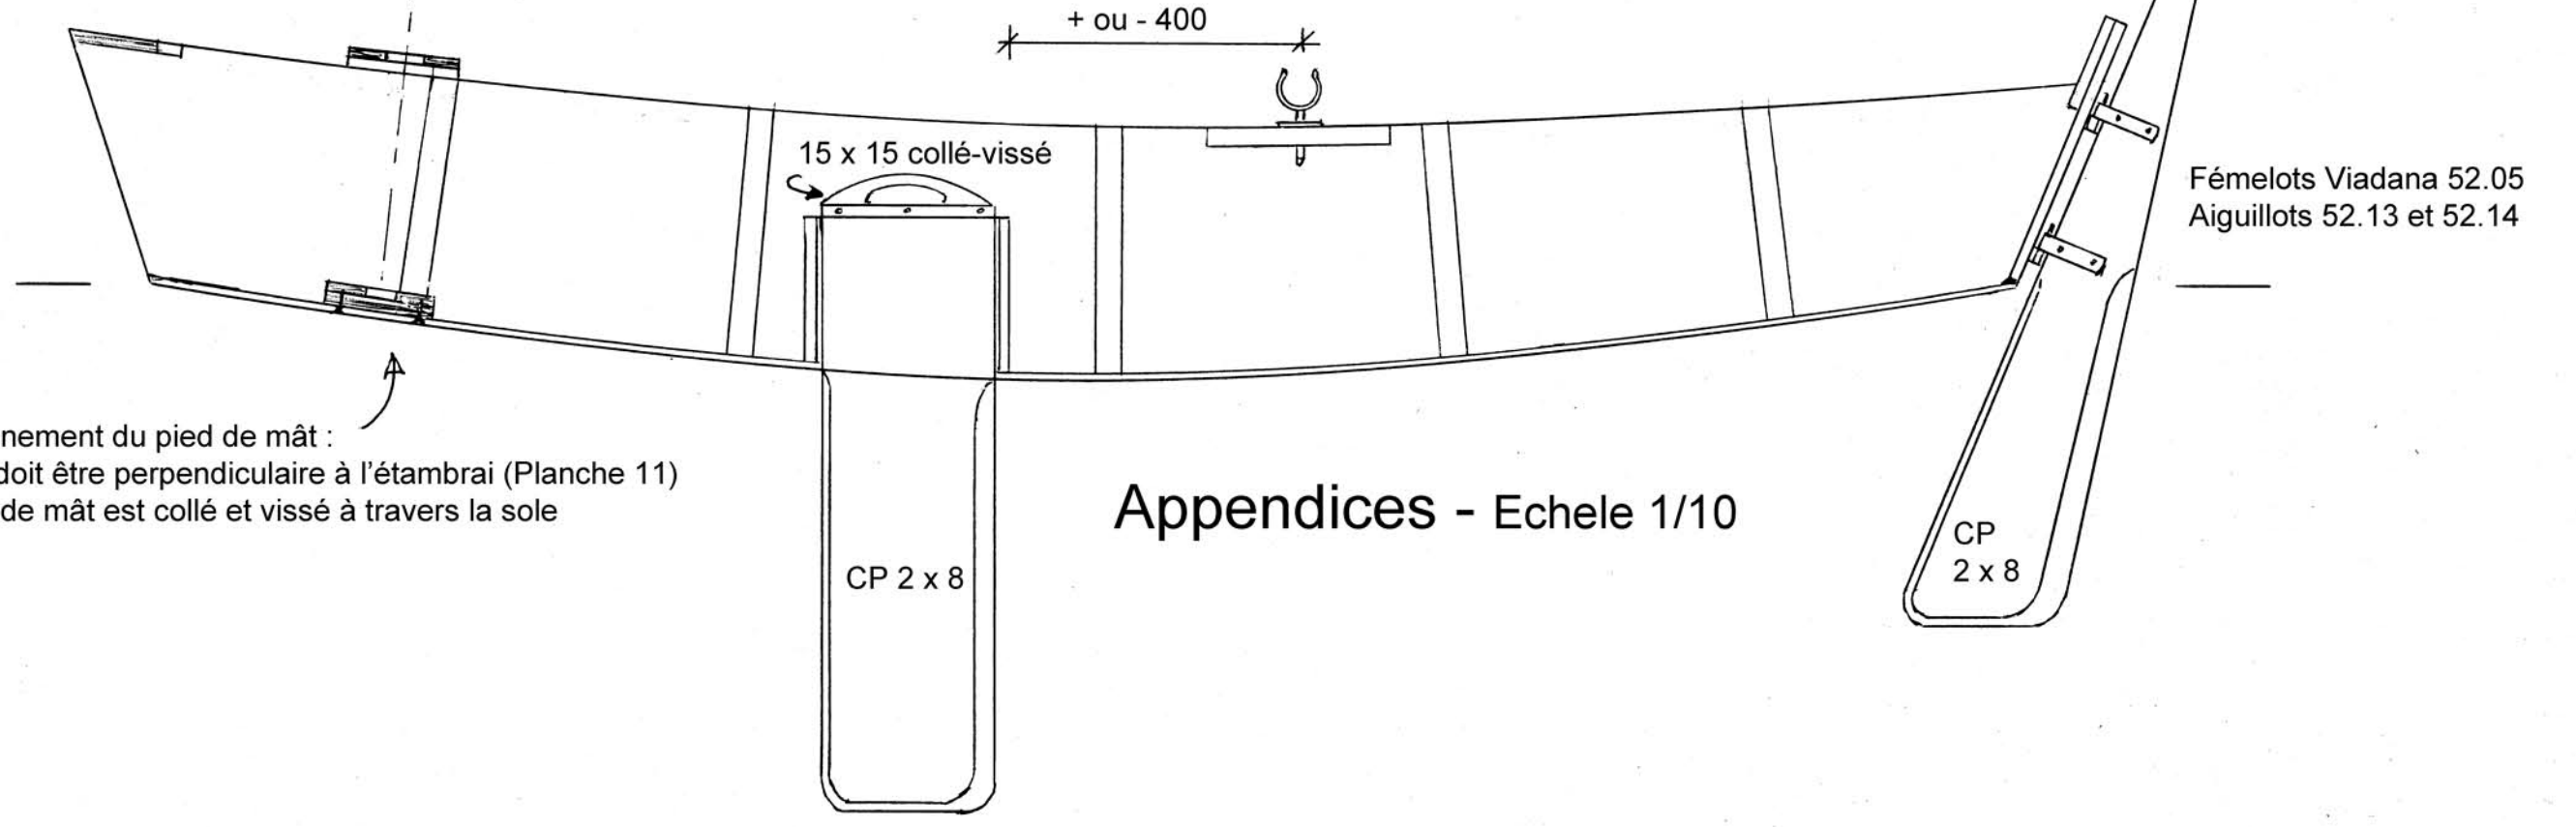 + ou - 400
15 x 15 collé-vissé
Fémelots Viadana 52.05
Aiguillots 52.13 et 52.14
nement du pied de mât :
doit être perpendiculaire à l'étambrai (Planche 11)
de mât est collé et vissé à travers la sole
Appendices - Echele 1/10
CP 2 x 8
CP
2 x 8